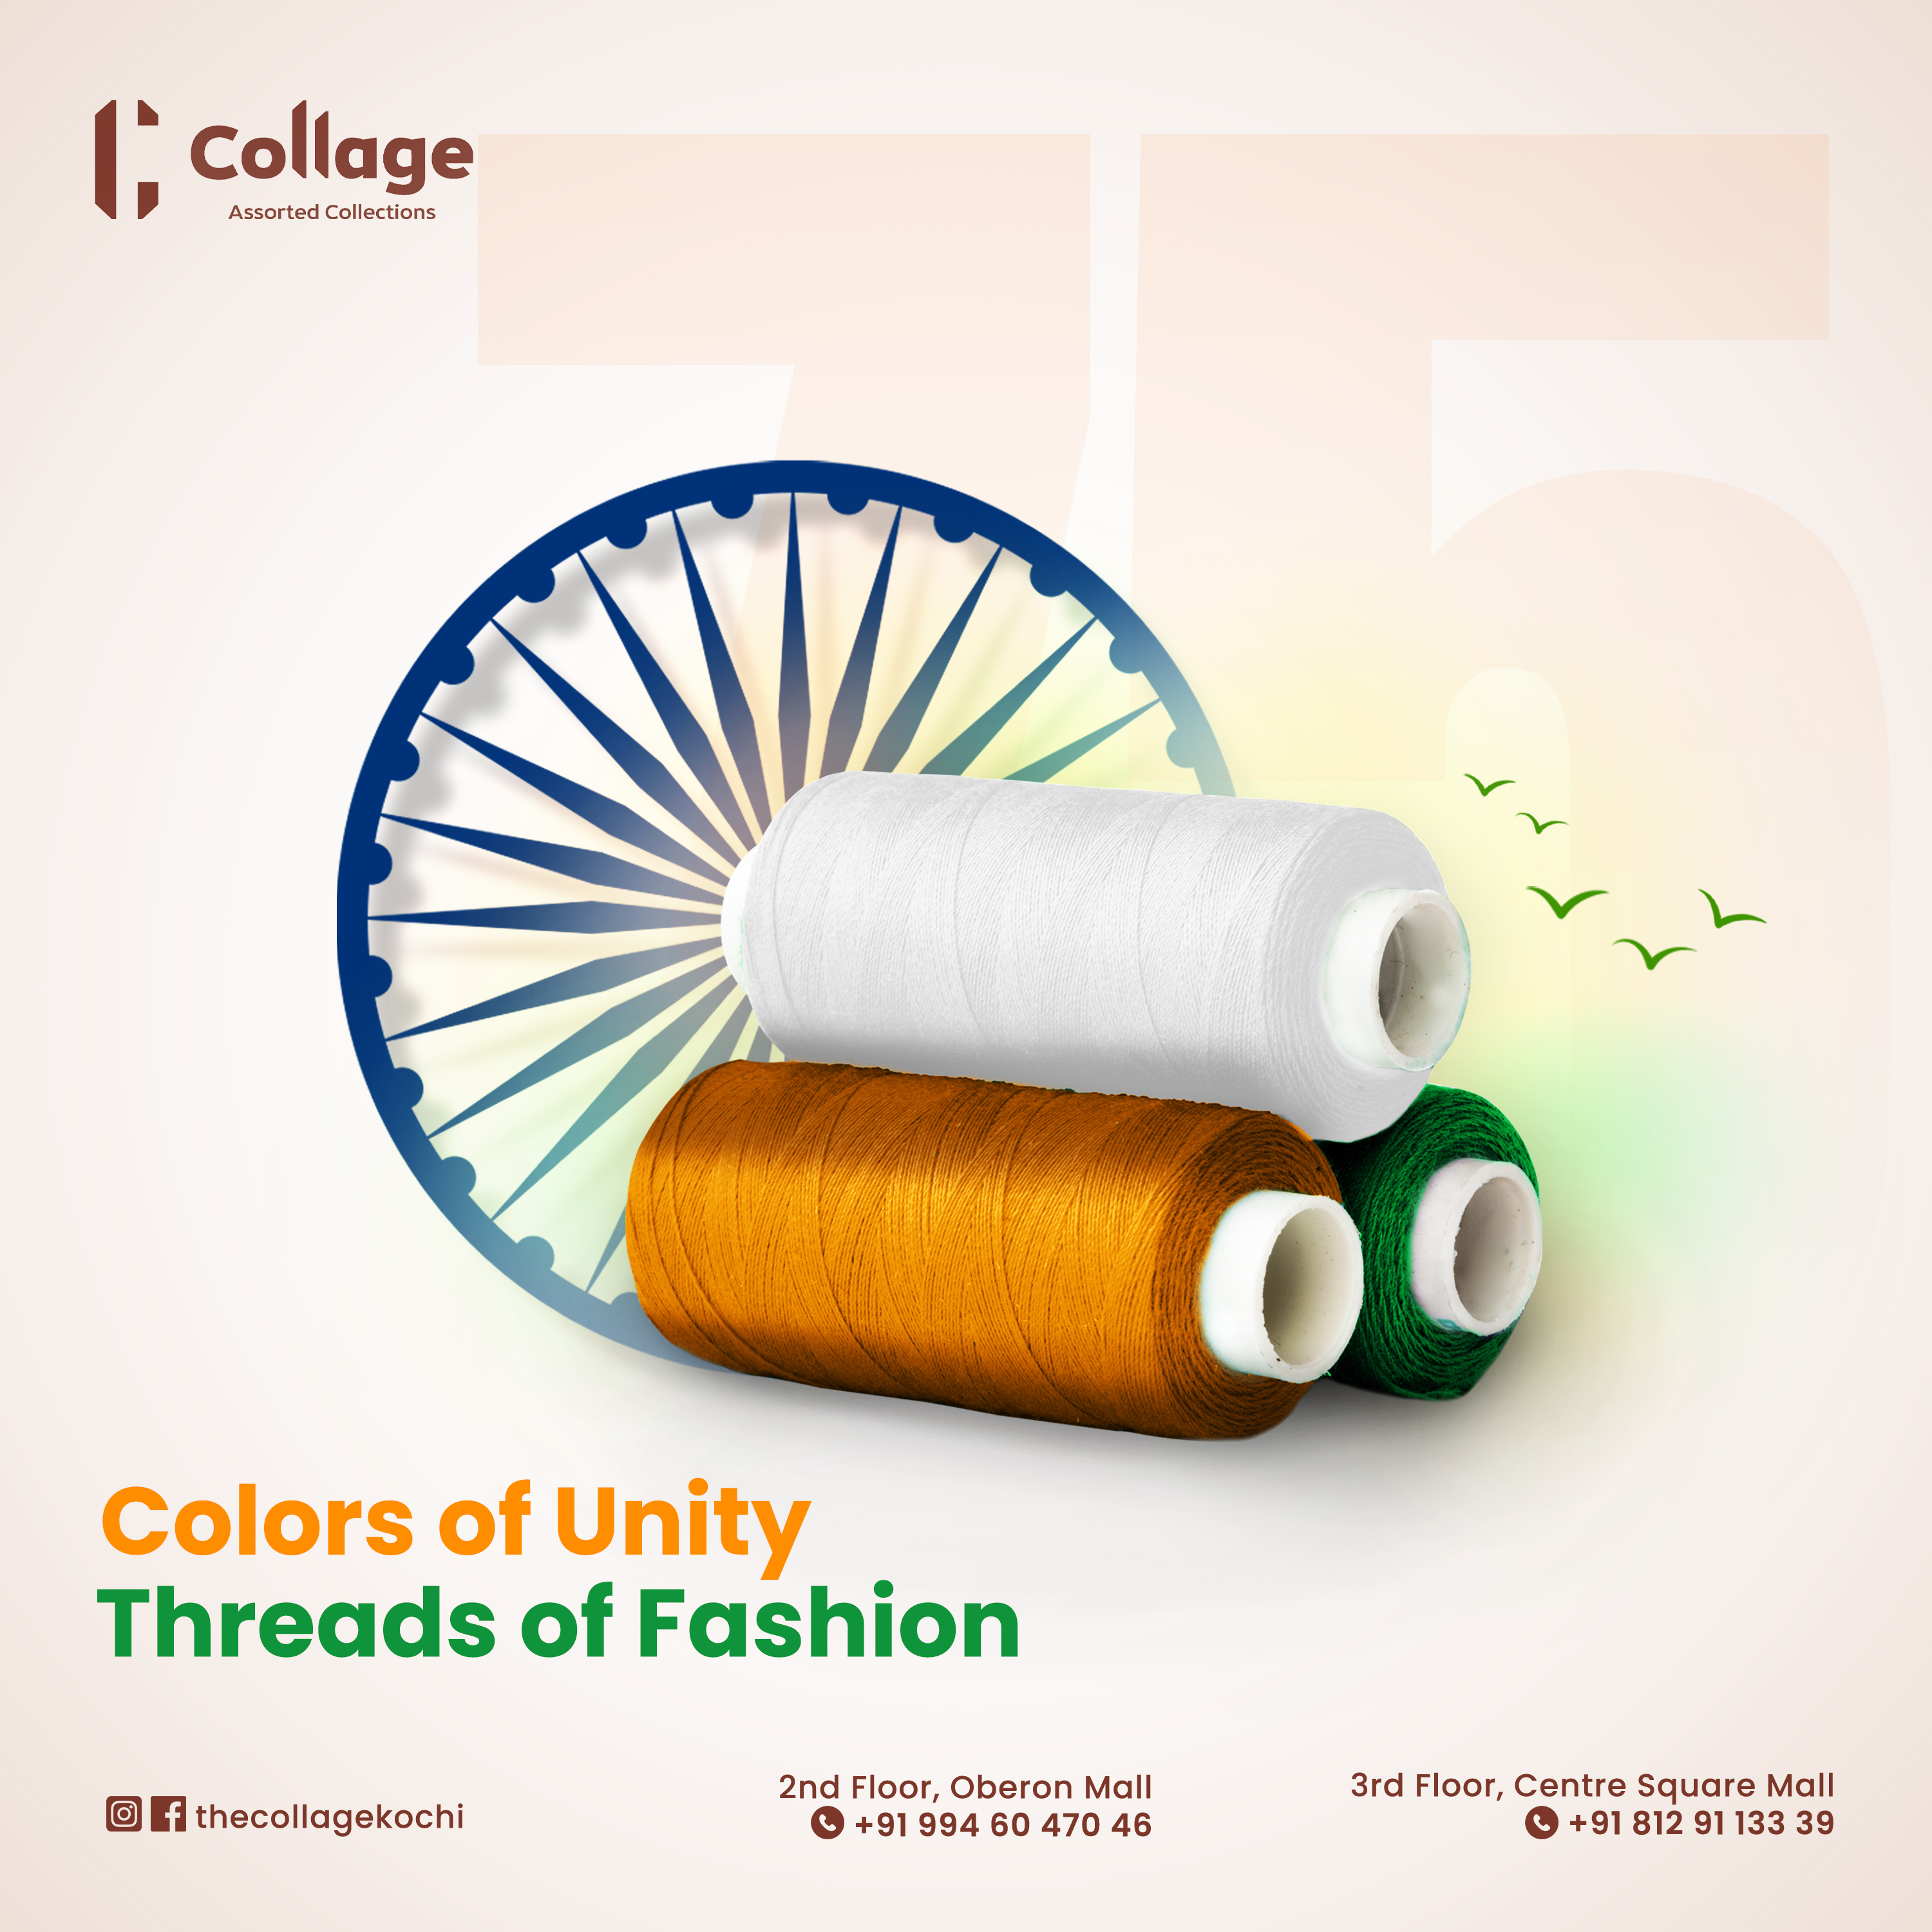 Collage
Assorted Collections
75
Colors of Unity
Threads of Fashion
thecollagekochi
2nd Floor, Oberon Mall
+91 994 60 470 46
3rd Floor, Centre Square Mall
+91 812 91 133 39